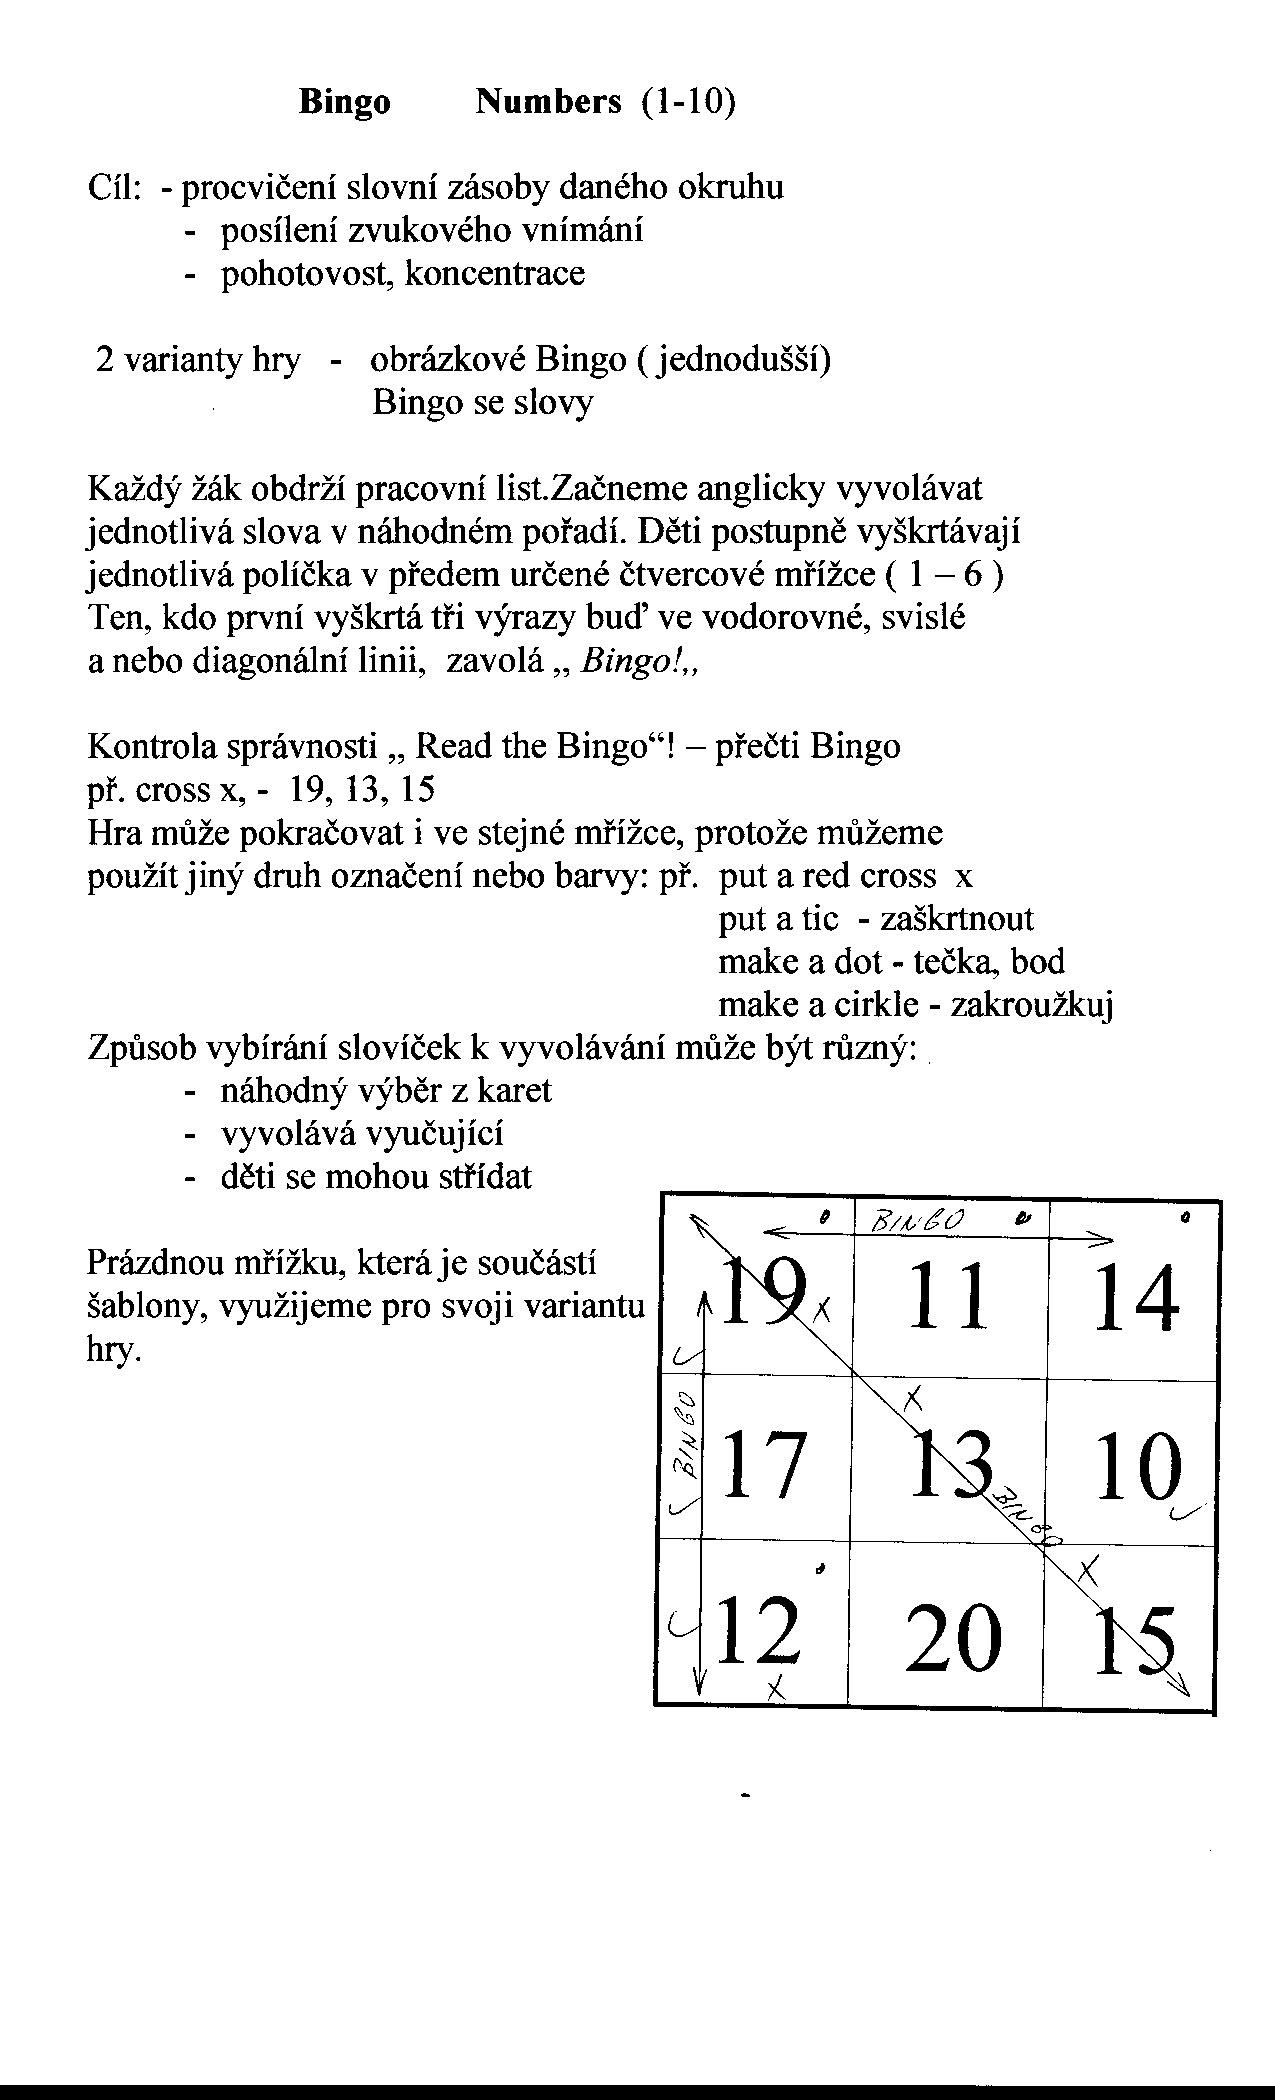 Bingo Numbers (1-10)
Cíl: - procvičení slovní zásoby daného okruhu
- posílení zvukového vnímání
- pohotovost, koncentrace
2 varianty hry - obrázkové Bingo ( jednodušší)
Bingo se slovy
Každý žák obdrží pracovní list.Začneme anglicky vyvolávat
jednotlivá slova v náhodném pořadí. Děti postupně vyškrtávají
jednotlivá políčka v předem určené čtvercové mřížce ( 1 – 6 )
Ten, kdo první vyškrtá tři výrazy buď ve vodorovné, svislé
a nebo diagonální linii, zavolá „ Bingo!„
Kontrola správnosti „ Read the Bingo“! – přečti Bingo
př. cross x, - 19, 13, 15
Hra může pokračovat i ve stejné mřížce, protože můžeme
použít jiný druh označení nebo barvy: př. put a red cross x
put a tic - zaškrtnout
make a dot - tečka, bod
make a cirkle - zakroužkuj
Způsob vybírání slovíček k vyvolávání může být různý:
- náhodný výběr z karet
- vyvolává vyučující
- děti se mohou střídat
Prázdnou mřížku, která je součástí
šablony, využijeme pro svoji variantu
hry.
BINGO
19 x 11 14
BINGO
x
17 13 10
BINGO
x
12 20 15
x